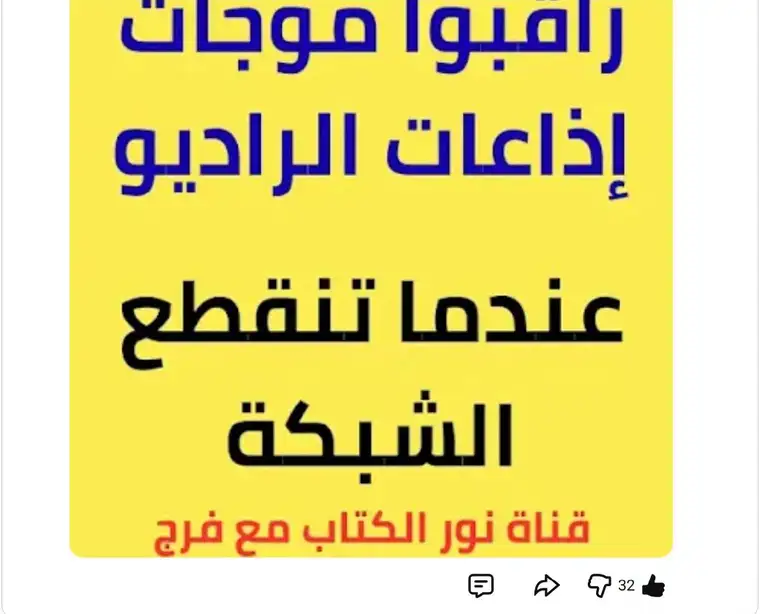 راقبوا موجات
إذاعات الراديو
عندما تنقطع
الشبكة
قناة نور الكتاب مع فرج
32